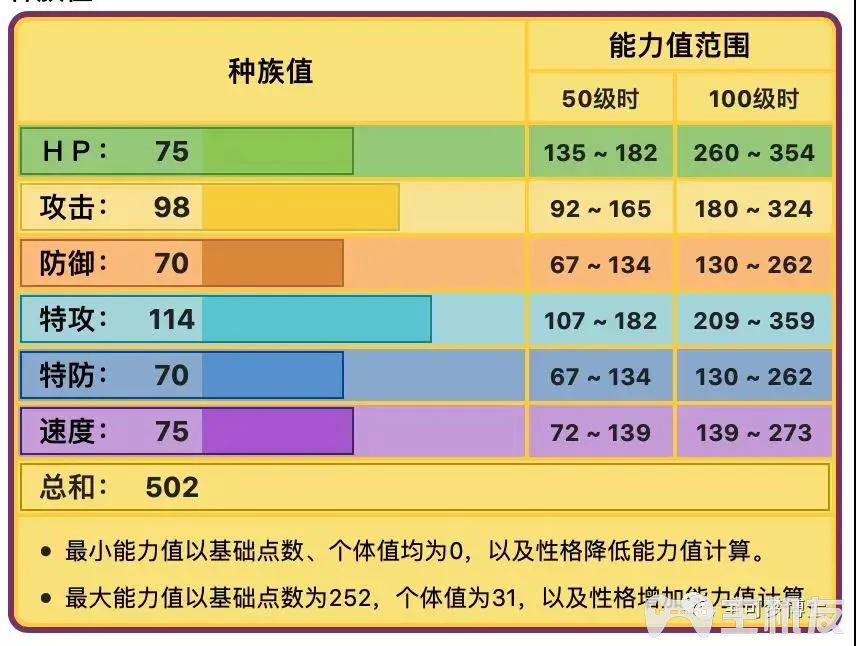 种族值
能力值范围
50级时
100级时
HP： 75 135 ~ 182 260 ~ 354
攻击： 98 92 ~ 165 180 ~ 324
防御： 70 67 ~ 134 130 ~ 262
特攻： 114 107 ~ 182 209 ~ 359
特防： 70 67 ~ 134 130 ~ 262
速度： 75 72 ~ 139 139 ~ 273
总和： 502
• 最小能力值以基础点数、个体值均为0，以及性格降低能力值计算。
• 最大能力值以基础点数为252，个体值为31，以及性格增加能力值计算
主机友